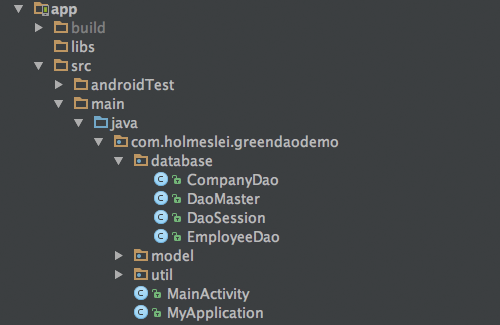 app
build
libs
src
androidTest
main
java
com.holmeslei.greendaodemo
database
CompanyDao
DaoMaster
DaoSession
EmployeeDao
model
util
MainActivity
MyApplication